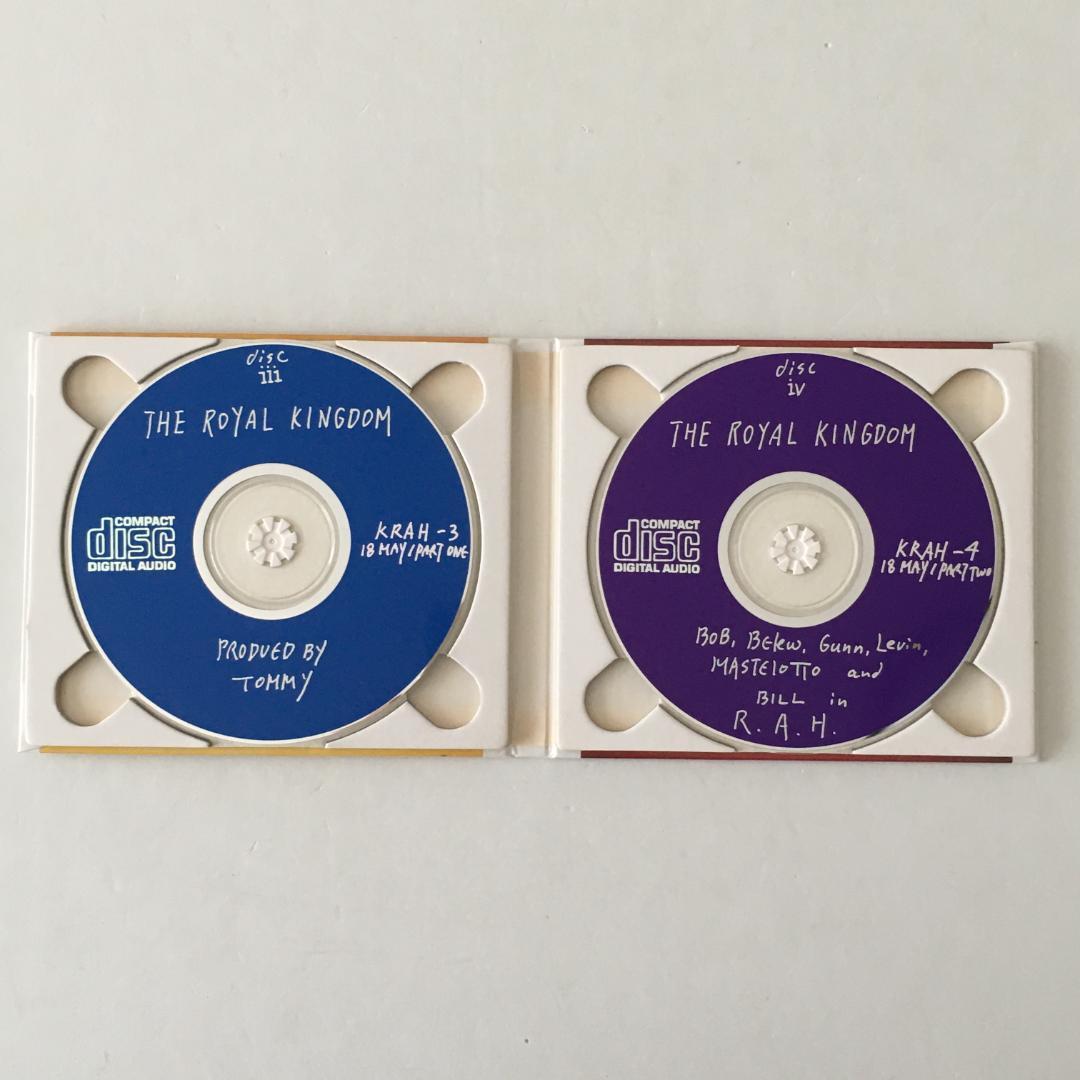 disc
iii
THE ROYAL KINGDOM
COMPACT
disc
DIGITAL AUDIO
KRAH-3
18 MAY/PART ONE
PRODUED BY
TOMMY
disc
iv
THE ROYAL KINGDOM
COMPACT
disc
DIGITAL AUDIO
KRAH-4
18 MAY/PART TWO
BOB, BElew, Gunn, Levin,
MASTElOTTO and
BILL in
R. A. H.